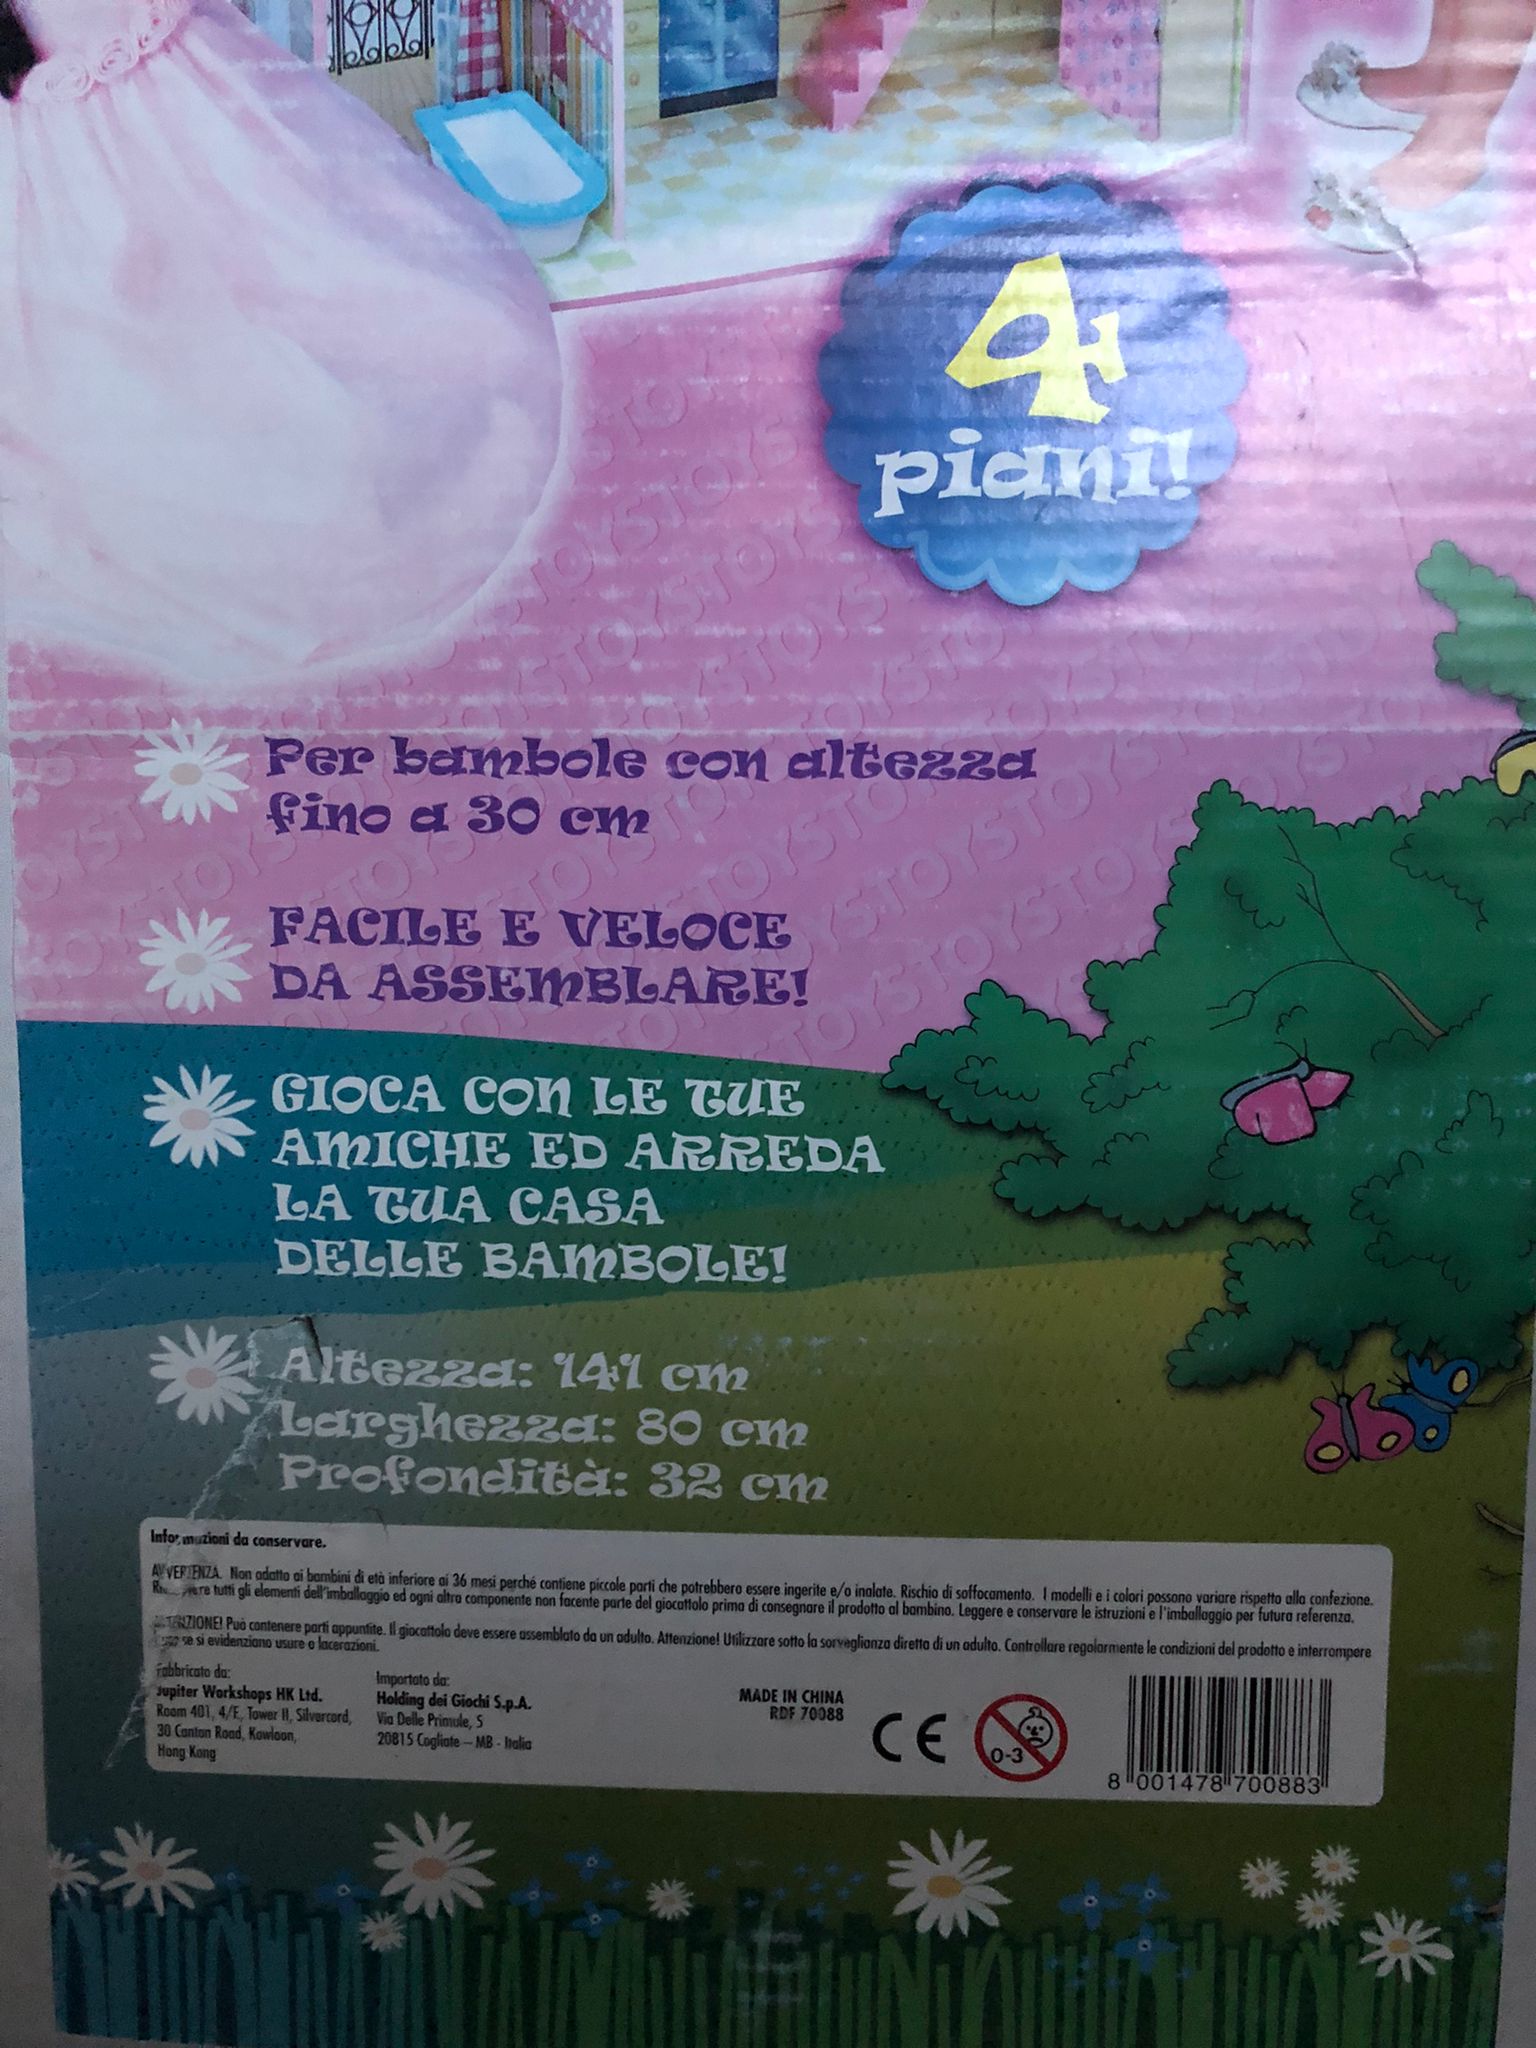 4
piani!
Per bambole con altezza
fino a 30 cm
FACILE E VELOCE
DA ASSEMBLARE!
GIOCA CON LE TUE
AMICHE ED ARREDA
LA TUA CASA
DELLE BAMBOLE!
Altezza: 141 cm
Larghezza: 80 cm
Profondità: 32 cm
Informazioni da conservare.
AVVERTENZA. Non adatto ai bambini di età inferiore ai 36 mesi perché contiene piccole parti che potrebbero essere ingerite e/o inalate. Rischio di soffocamento. I modelli e i colori possono variare rispetto alla confezione.
tutti gli elementi dell'imballaggio ed ogni altro componente non facente parte del giocattolo prima di consegnare il prodotto al bambino. Leggere e conservare le istruzioni e l'imballaggio per futura referenza.
ATTENZIONE! Può contenere parti appuntite. Il giocattolo deve essere assemblato da un adulto. Attenzione! Utilizzare sotto la sorveglianza diretta di un adulto. Controllare regolarmente le condizioni del prodotto e interrompere
se si evidenziano usure o lacerazioni.
Fabbricato da:
Jupiter Workshops HK Ltd.
Room 401, 4/F, Tower II, Silvercord,
30 Canton Road, Kowloon,
Hong Kong
Importato da:
Holding dei Giochi S.p.A.
Via Delle Primule, 5
20815 Cogliate – MB - Italia
MADE IN CHINA
RDF 70088
CE
0-3
8 001478 700883